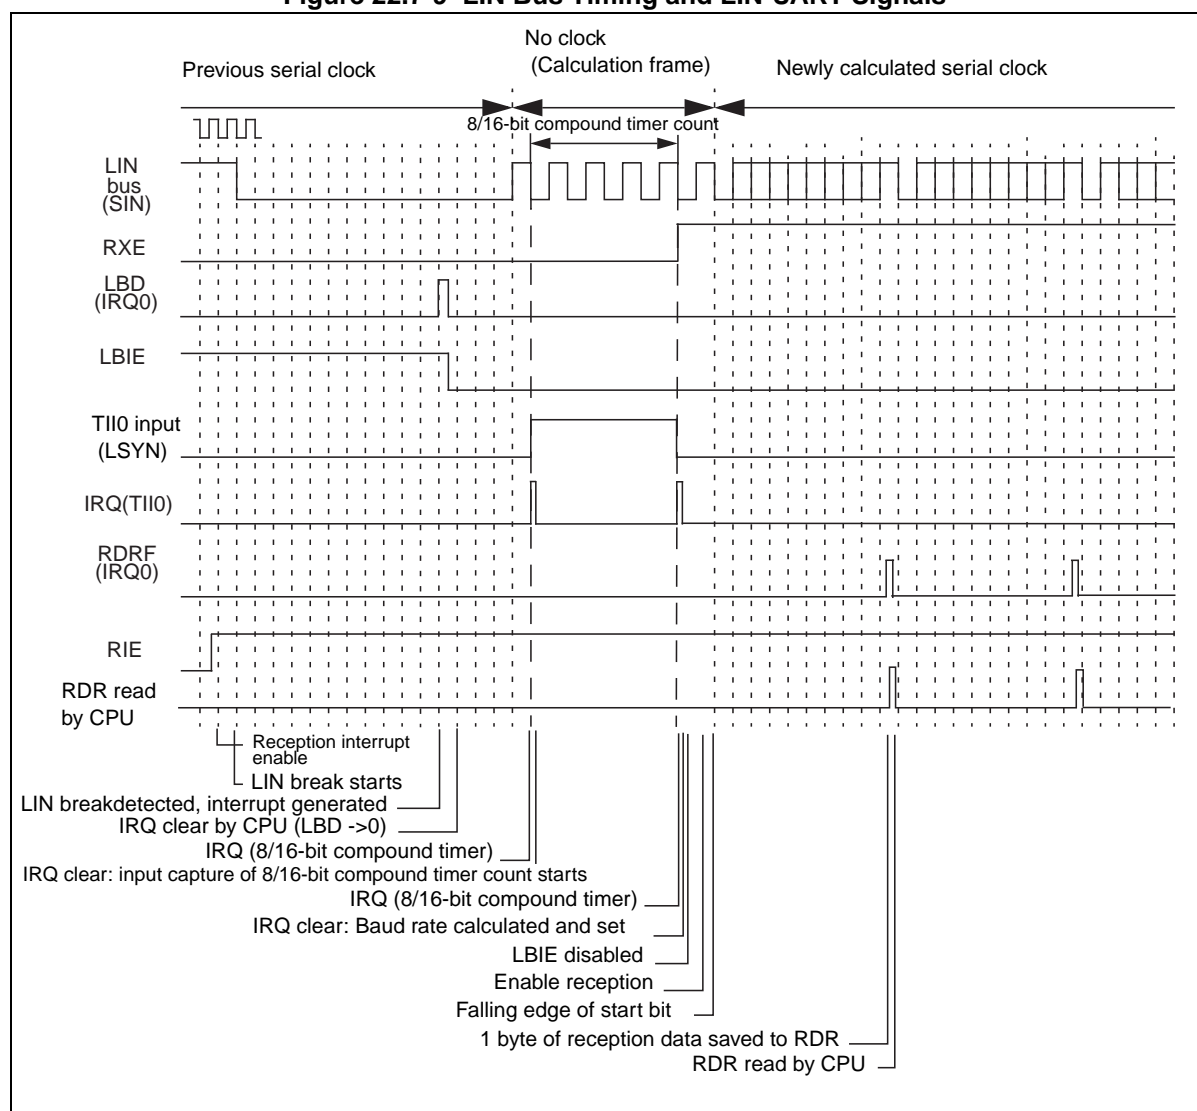 Figure 22.7-9 LIN Bus Timing and LIN-UART Signals
No clock
(Calculation frame)
Previous serial clock
Newly calculated serial clock
8/16-bit compound timer count
LIN
bus
(SIN)
RXE
LBD
(IRQ0)
LBIE
TII0 input
(LSYN)
IRQ(TII0)
RDRF
(IRQ0)
RIE
RDR read
by CPU
Reception interrupt
enable
LIN break starts
LIN breakdetected, interrupt generated
IRQ clear by CPU (LBD ->0)
IRQ (8/16-bit compound timer)
IRQ clear: input capture of 8/16-bit compound timer count starts
IRQ (8/16-bit compound timer)
IRQ clear: Baud rate calculated and set
LBIE disabled
Enable reception
Falling edge of start bit
1 byte of reception data saved to RDR
RDR read by CPU